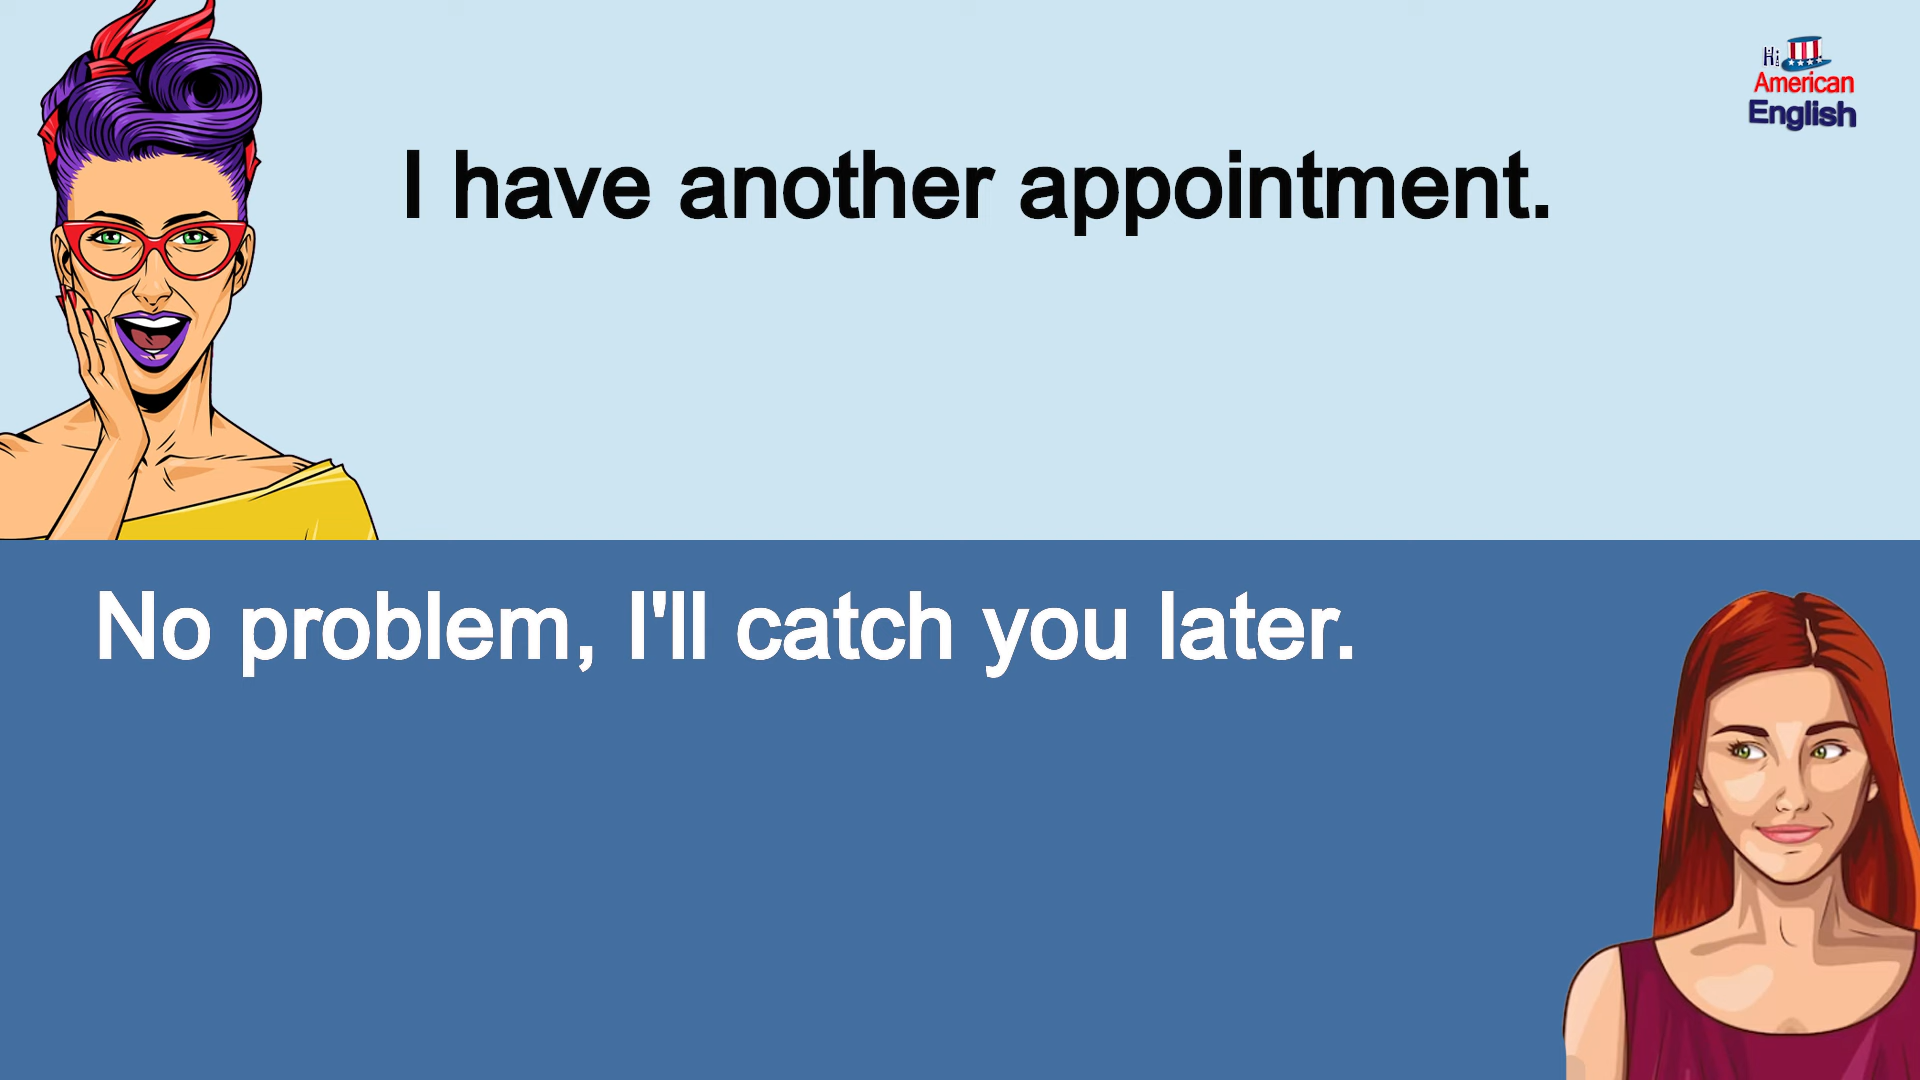 Hi
American
English
I have another appointment.
No problem, I'll catch you later.